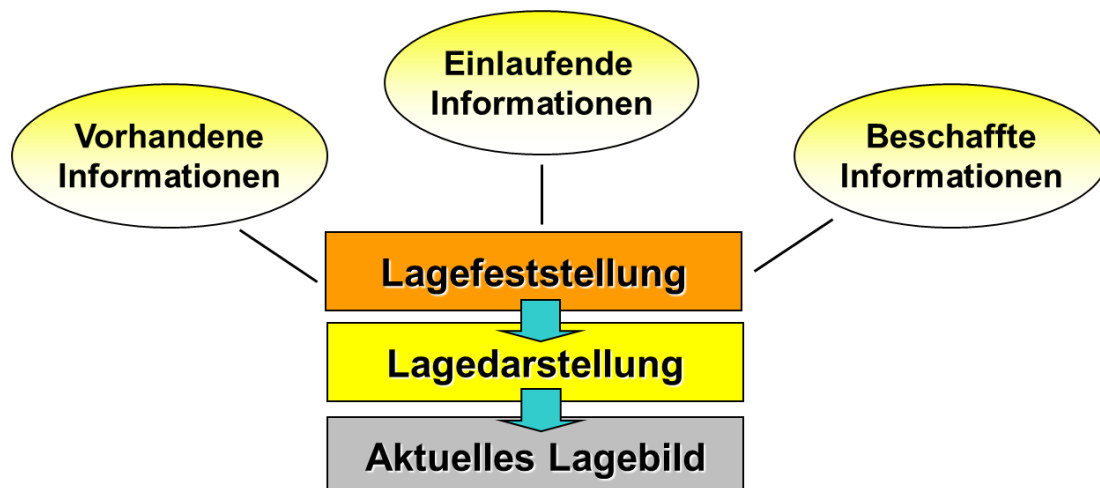 Einlaufende
Informationen
Vorhandene
Informationen
Beschaffte
Informationen
Lagefeststellung
Lagedarstellung
Aktuelles Lagebild